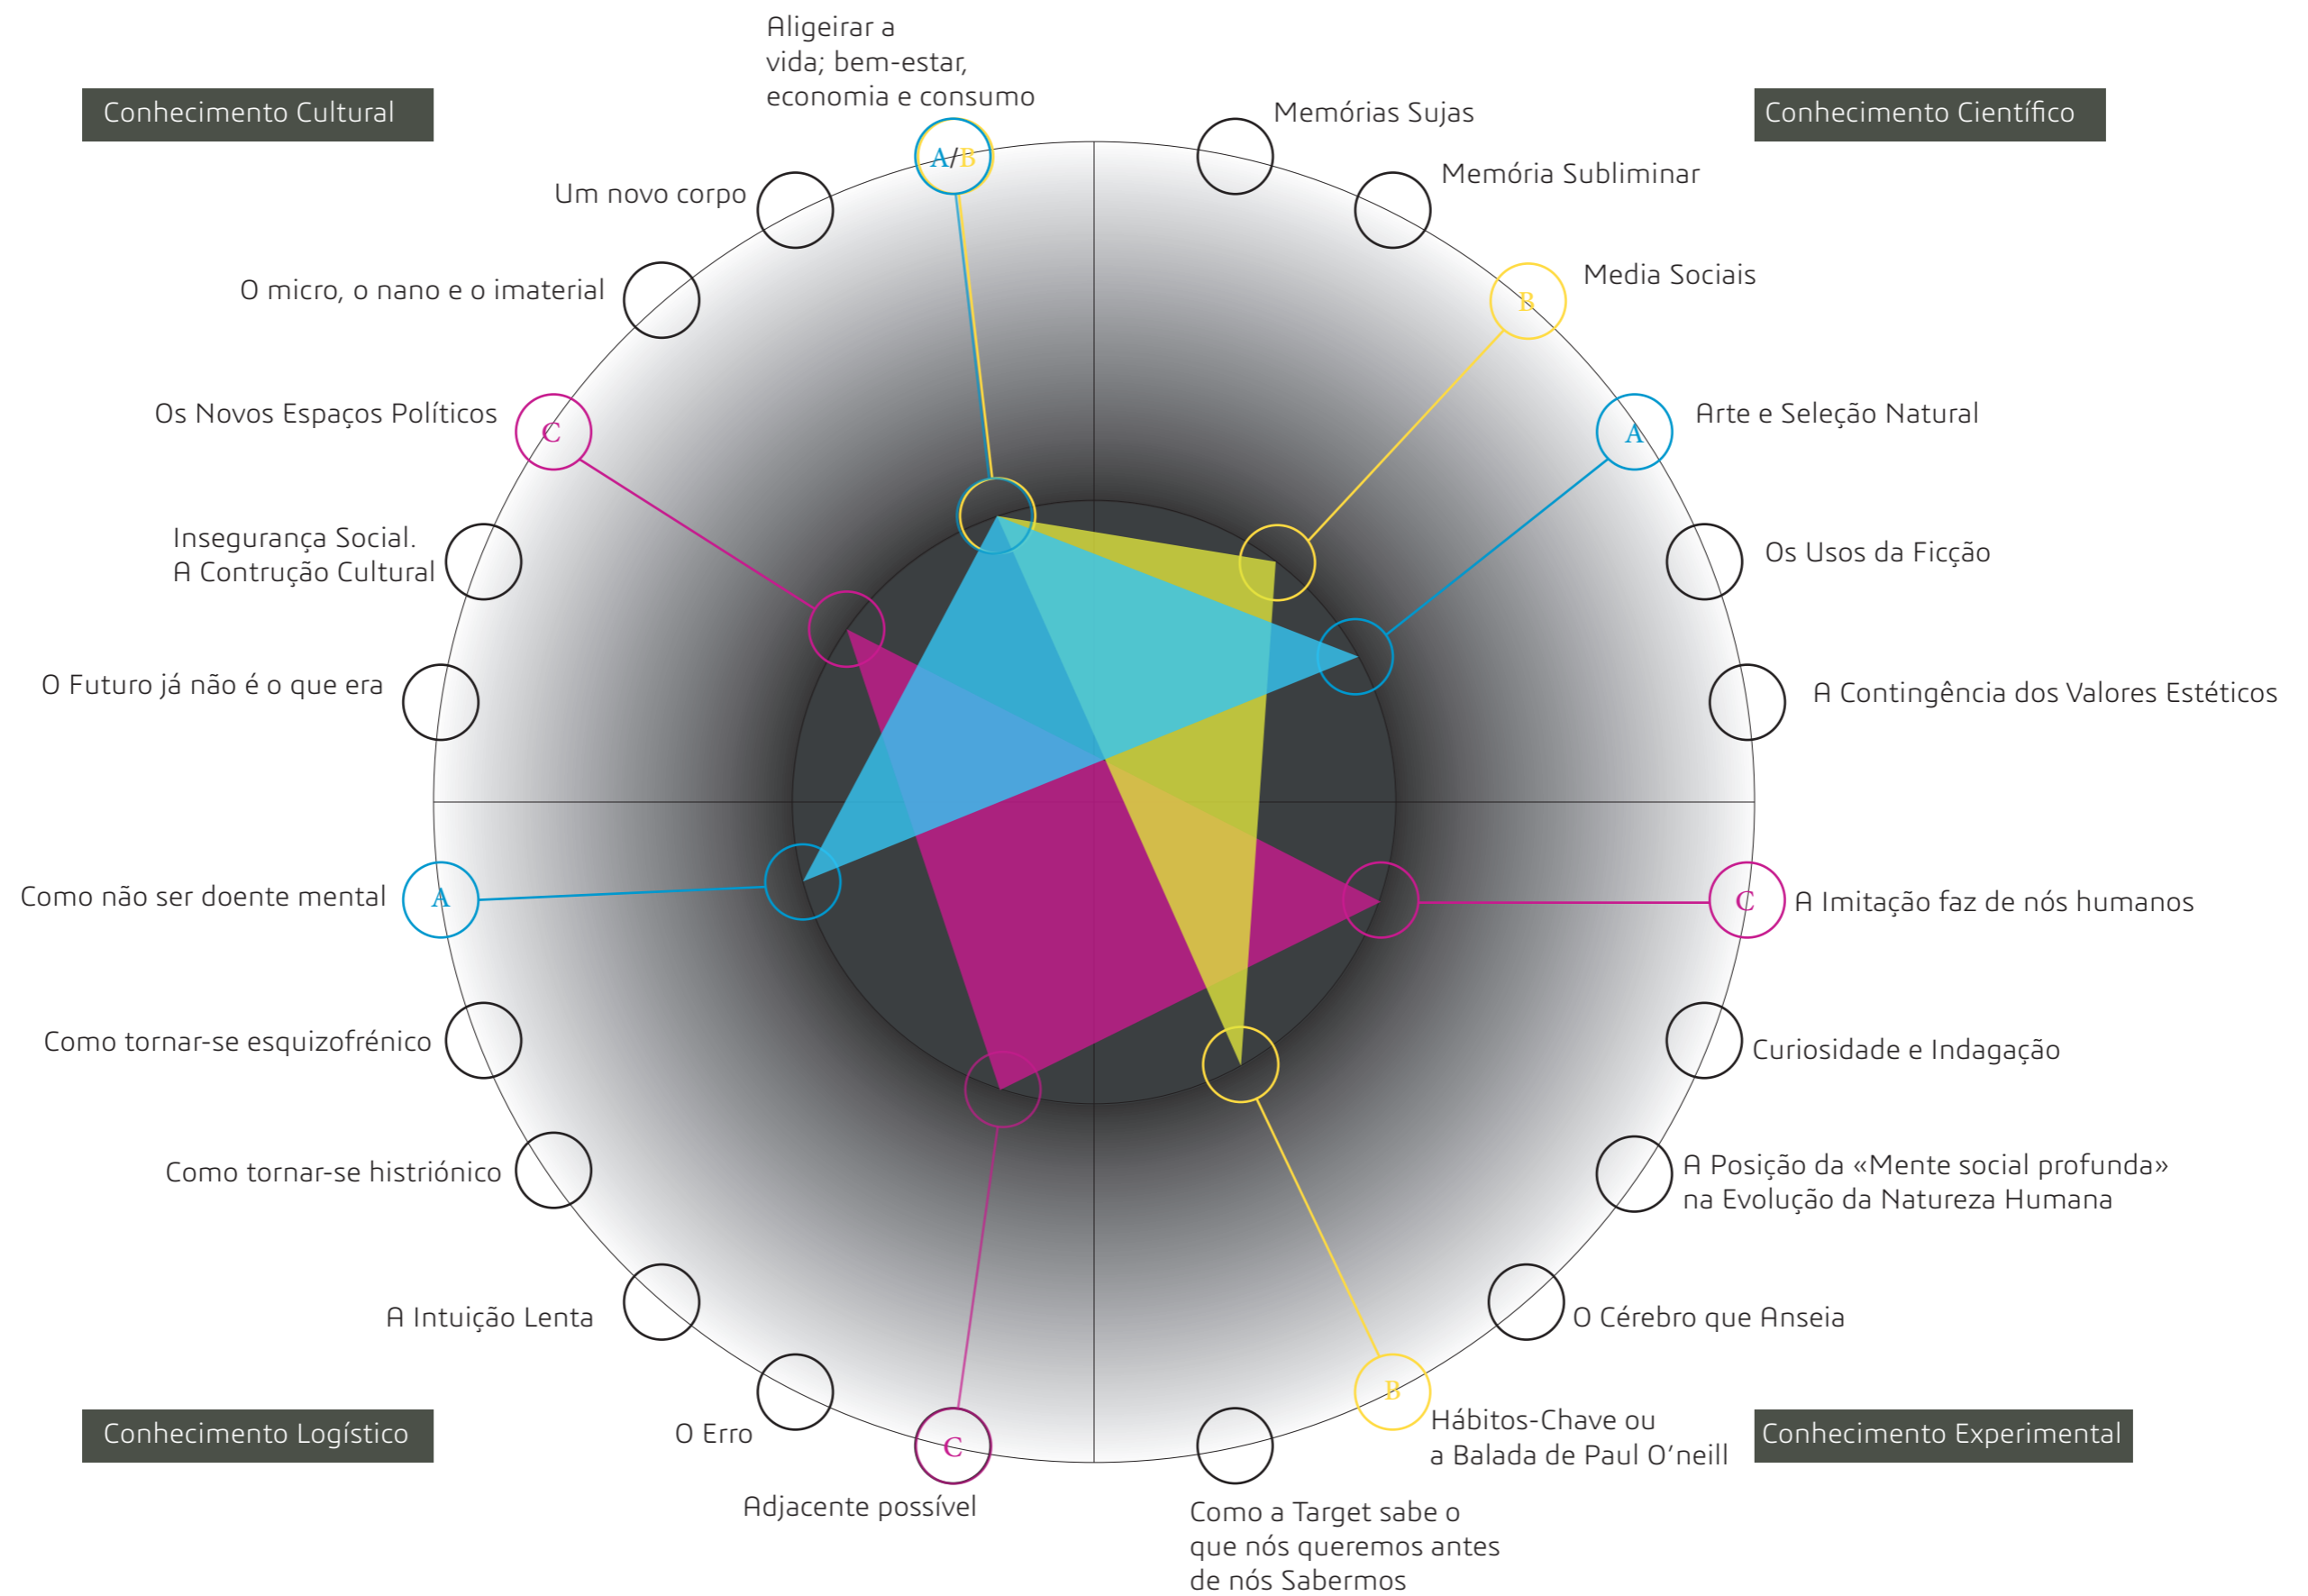 Aligeirar a
vida; bem-estar,
economia e consumo
Conhecimento Cultural
Conhecimento Científico
Memórias Sujas
A/B
Memória Subliminar
Um novo corpo
Media Sociais
B
O micro, o nano e o imaterial
Os Novos Espaços Políticos
C
A
Arte e Seleção Natural
Insegurança Social.
A Contrução Cultural
Os Usos da Ficção
O Futuro já não é o que era
A Contingência dos Valores Estéticos
Como não ser doente mental
A
C
A Imitação faz de nós humanos
Como tornar-se esquizofrénico
Curiosidade e Indagação
Como tornar-se histriónico
A Posição da «Mente social profunda»
na Evolução da Natureza Humana
A Intuição Lenta
O Cérebro que Anseia
B
O Erro
Hábitos-Chave ou
a Balada de Paul O’neill
Conhecimento Logístico
Conhecimento Experimental
C
Adjacente possível
Como a Target sabe o
que nós queremos antes
de nós Sabermos